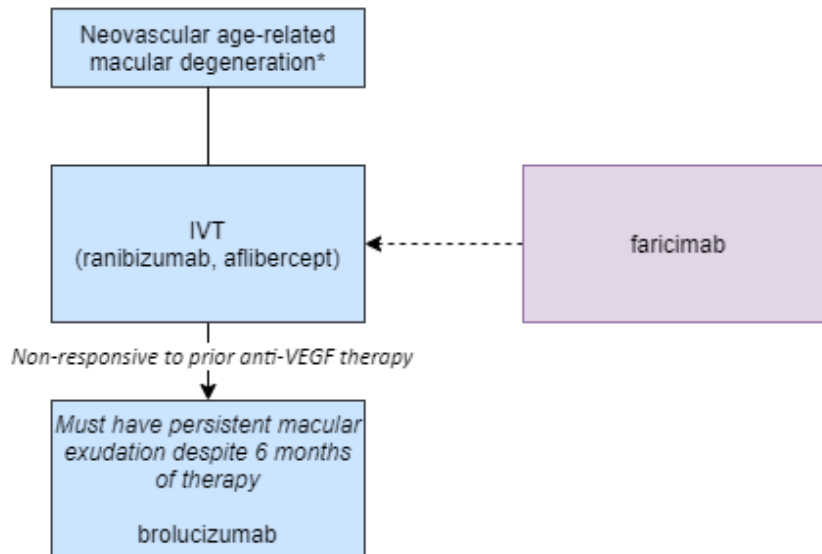 Neovascular age-related
macular degeneration*
IVT
(ranibizumab, aflibercept)
faricimab
Non-responsive to prior anti-VEGF therapy
Must have persistent macular
exudation despite 6 months
of therapy
brolucizumab